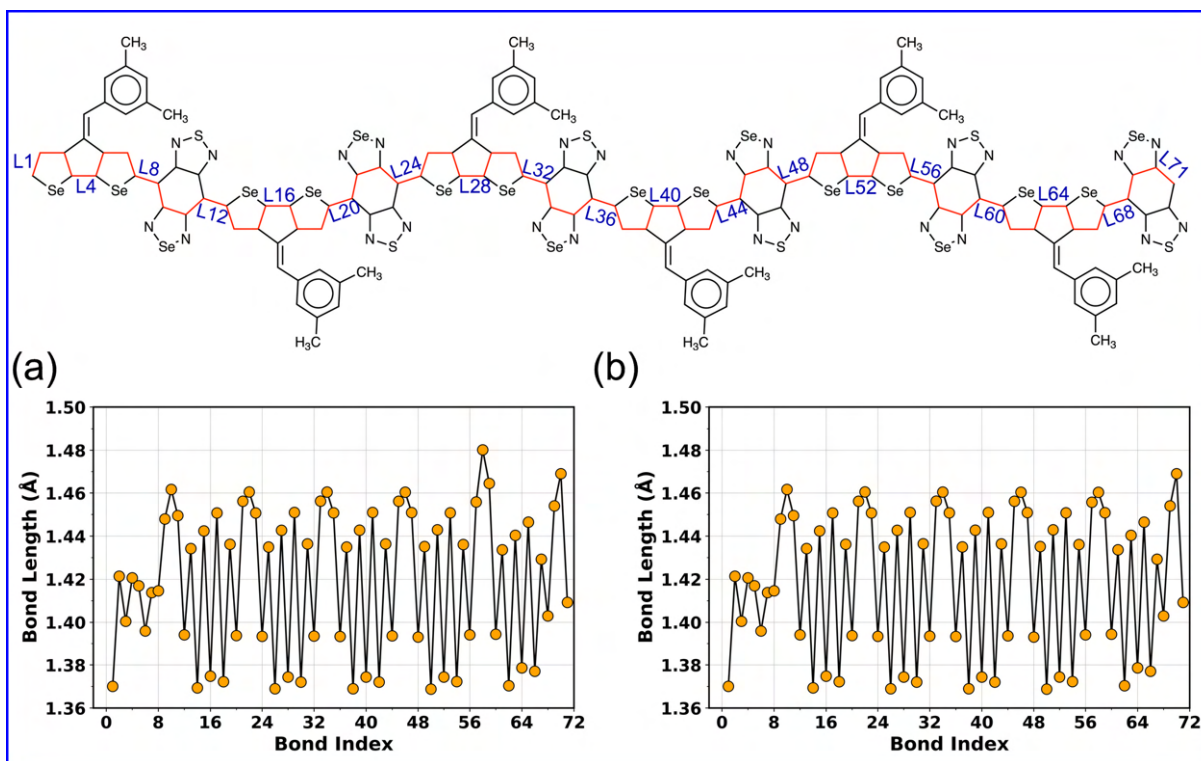 CH₃ CH₃ CH₃
CH₃ CH₃ CH₃
S Se S Se S Se
N N N N N N N N N N N N
L1 L8 L24 L32 L48 L56 L71
Se L4 Se Se L16 Se Se L28 Se Se L40 Se Se L52 Se Se L64 Se
L12 L20 L36 L44 L60 L68
N N N N N N N N N N N N
Se S Se S Se S
CH₃ CH₃ CH₃
H₃C H₃C CH₃
(a) (b)
1.50
1.48
1.46
1.44
1.42
1.40
1.38
1.36
Bond Length (Å)
0 8 16 24 32 40 48 56 64 72
Bond Index
1.50
1.48
1.46
1.44
1.42
1.40
1.38
1.36
Bond Length (Å)
0 8 16 24 32 40 48 56 64 72
Bond Index